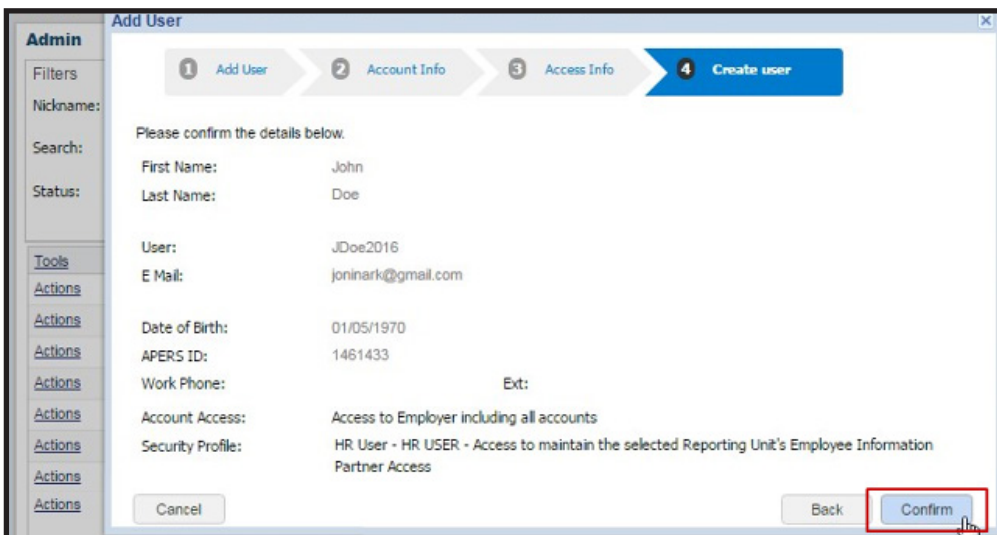 Add User
Admin
Filters
Nickname:
Search:
Status:
Tools
Actions
Actions
Actions
Actions
Actions
Actions
Actions
Actions
1 Add User 2 Account Info 3 Access Info 4 Create user
Please confirm the details below.
First Name: John
Last Name: Doe
User: JDoe2016
E Mail: joninark@gmail.com
Date of Birth: 01/05/1970
APERS ID: 1461433
Work Phone: Ext:
Account Access: Access to Employer including all accounts
Security Profile: HR User - HR USER - Access to maintain the selected Reporting Unit's Employee Information
Partner Access
Cancel Back Confirm